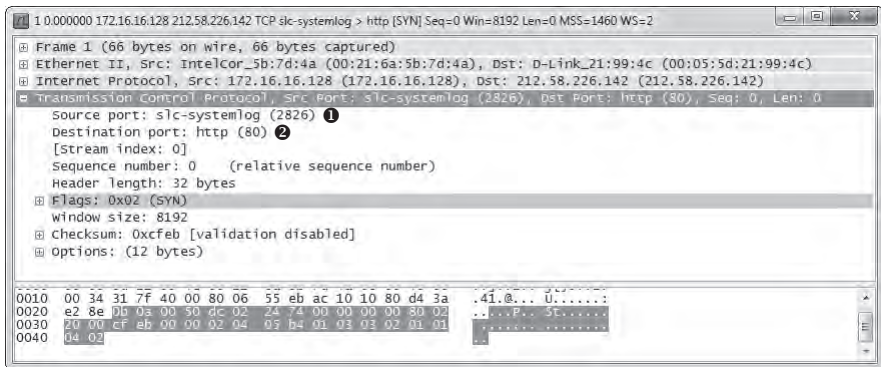 1 0.000000 172.16.16.128 212.58.226.142 TCP slc-systemlog > http [SYN] Seq=0 Win=8192 Len=0 MSS=1460 WS=2
Frame 1 (66 bytes on wire, 66 bytes captured)
Ethernet II, Src: IntelCor_5b:7d:4a (00:21:6a:5b:7d:4a), Dst: D-Link_21:99:4c (00:05:5d:21:99:4c)
Internet Protocol, Src: 172.16.16.128 (172.16.16.128), Dst: 212.58.226.142 (212.58.226.142)
Transmission Control Protocol, Src Port: slc-systemlog (2826), Dst Port: http (80), Seq: 0, Len: 0
Source port: slc-systemlog (2826) ❶
Destination port: http (80) ❷
[Stream index: 0]
Sequence number: 0 (relative sequence number)
Header length: 32 bytes
Flags: 0x02 (SYN)
Window size: 8192
Checksum: 0xcfeb [validation disabled]
Options: (12 bytes)
0010 00 34 31 7f 40 00 80 06 55 eb ac 10 10 80 d4 3a .41.@... U......:
0020 e2 8e 0b 0a 00 50 dc 02 24 74 00 00 00 00 80 02
0030 20 00 cf eb 00 00 02 04 05 b4 01 03 03 02 01 01 ........ ........
0040 04 02 ..